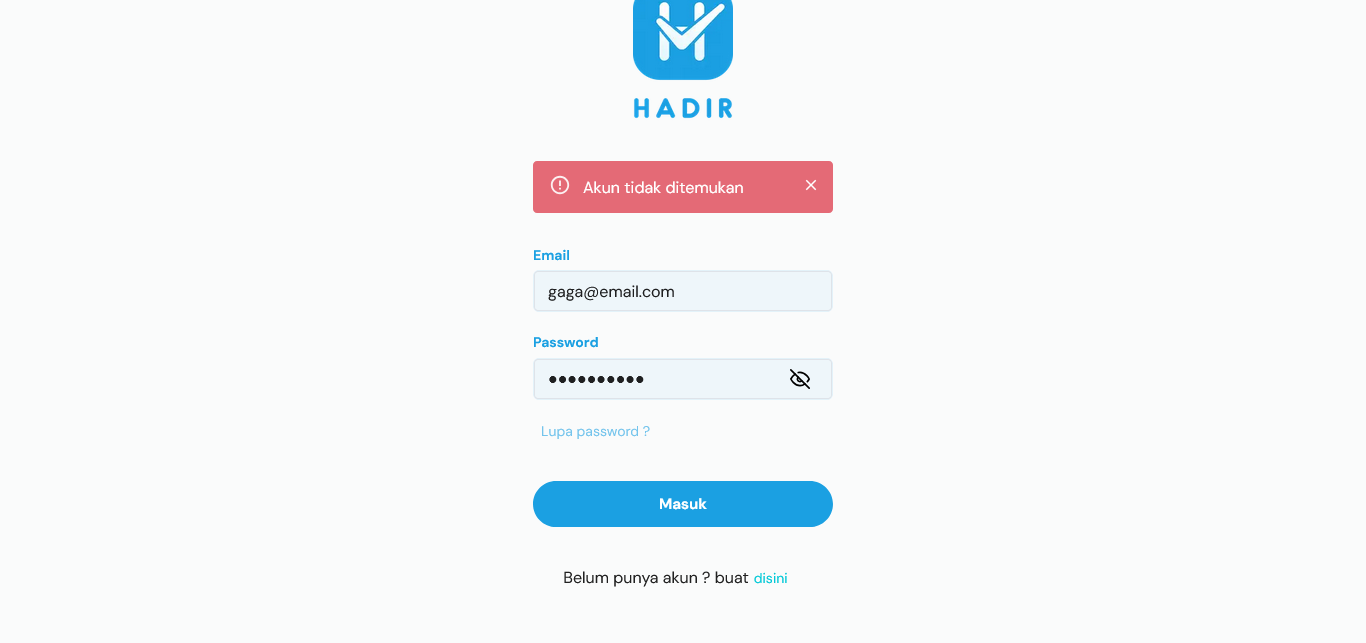 HADIR
Akun tidak ditemukan
Email
gaga@email.com
Password
••••••••••
Lupa password ?
Masuk
Belum punya akun ? buat disini